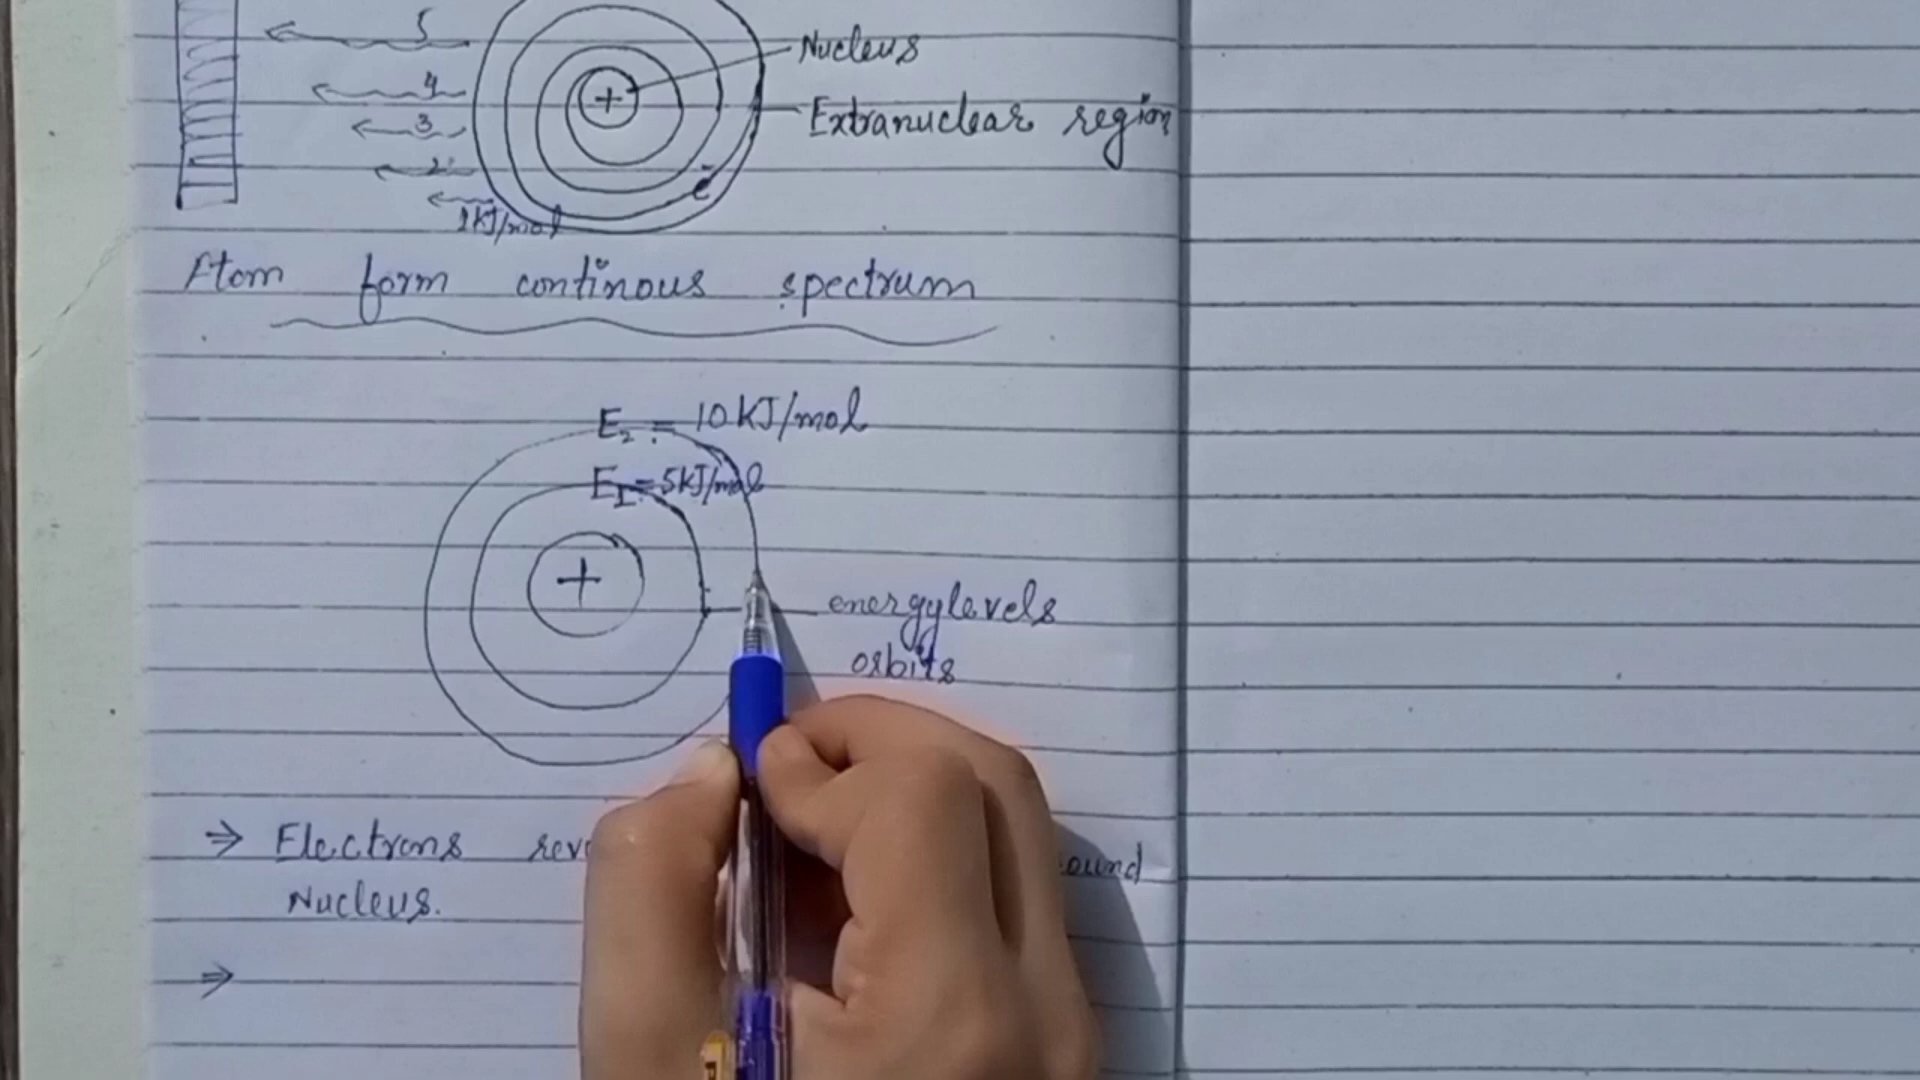 5
Nucleus
4
+
Extranuclear region
3
2
e-
1KJ/mol
Atom form continous spectrum
E2 = 10KJ/mol
E1 = 5KJ/mol
+
energylevels
orbits
⇒ Electrons
Nucleus.
⇒